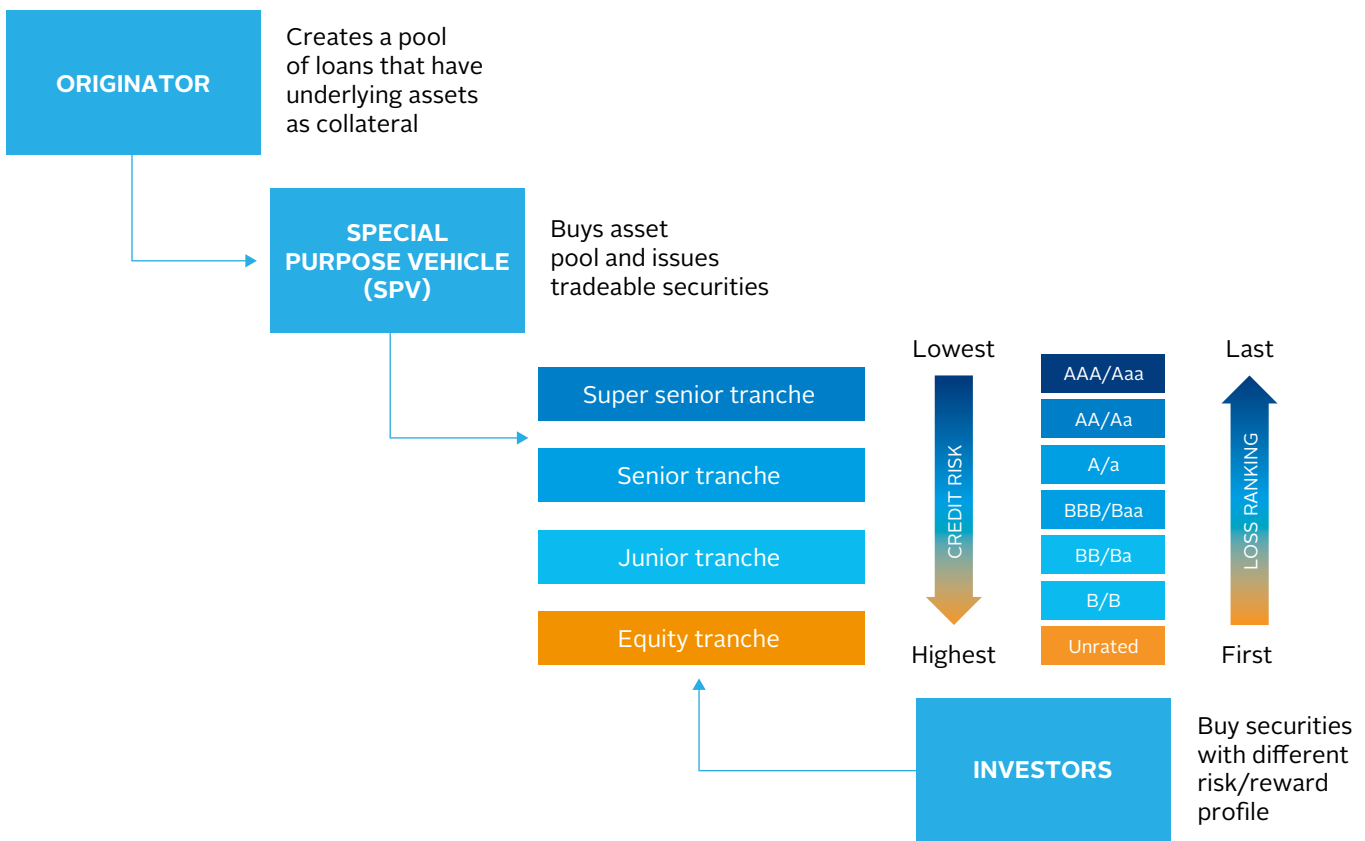 ORIGINATOR
Creates a pool
of loans that have
underlying assets
as collateral
SPECIAL
PURPOSE VEHICLE
(SPV)
Buys asset
pool and issues
tradeable securities
Super senior tranche
Senior tranche
Junior tranche
Equity tranche
Lowest
CREDIT RISK
Highest
AAA/Aaa
AA/Aa
A/a
BBB/Baa
BB/Ba
B/B
Unrated
Last
LOSS RANKING
First
INVESTORS
Buy securities
with different
risk/reward
profile